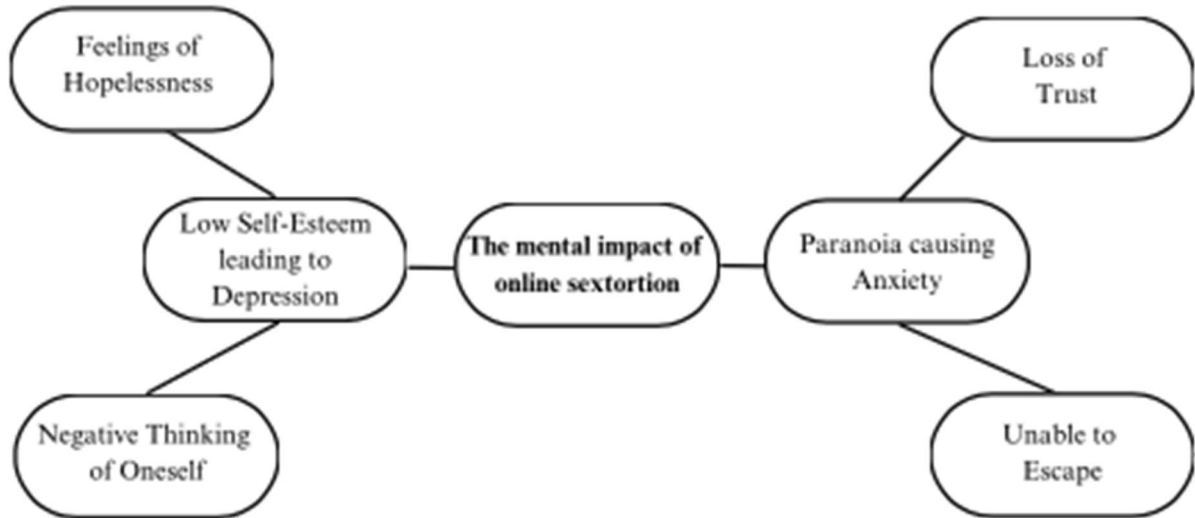 Feelings of
Hopelessness
Loss of
Trust
Low Self-Esteem
leading to
Depression
The mental impact of
online sextortion
Paranoia causing
Anxiety
Negative Thinking
of Oneself
Unable to
Escape